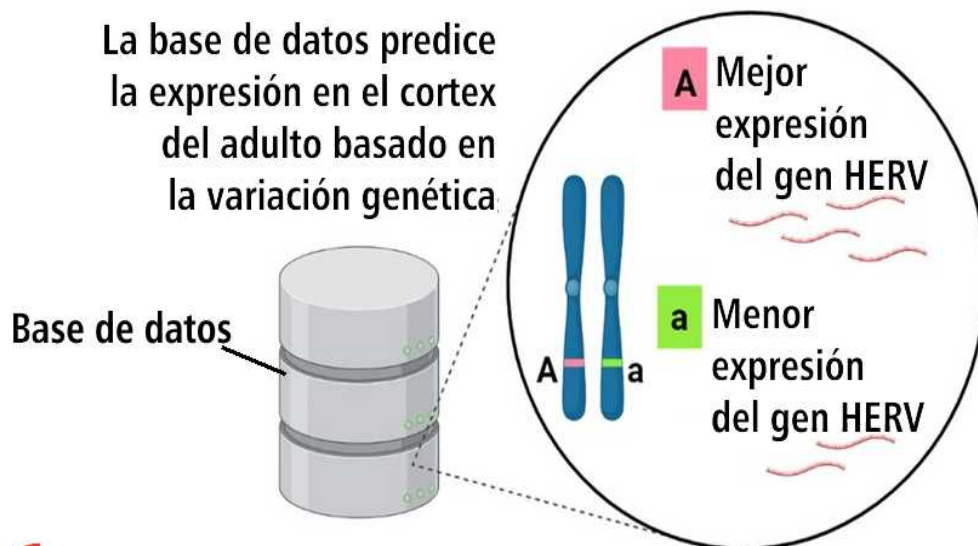 La base de datos predice
la expresión en el cortex
del adulto basado en
la variación genética
Base de datos
A Mejor
expresión
del gen HERV
a Menor
expresión
del gen HERV
A
a